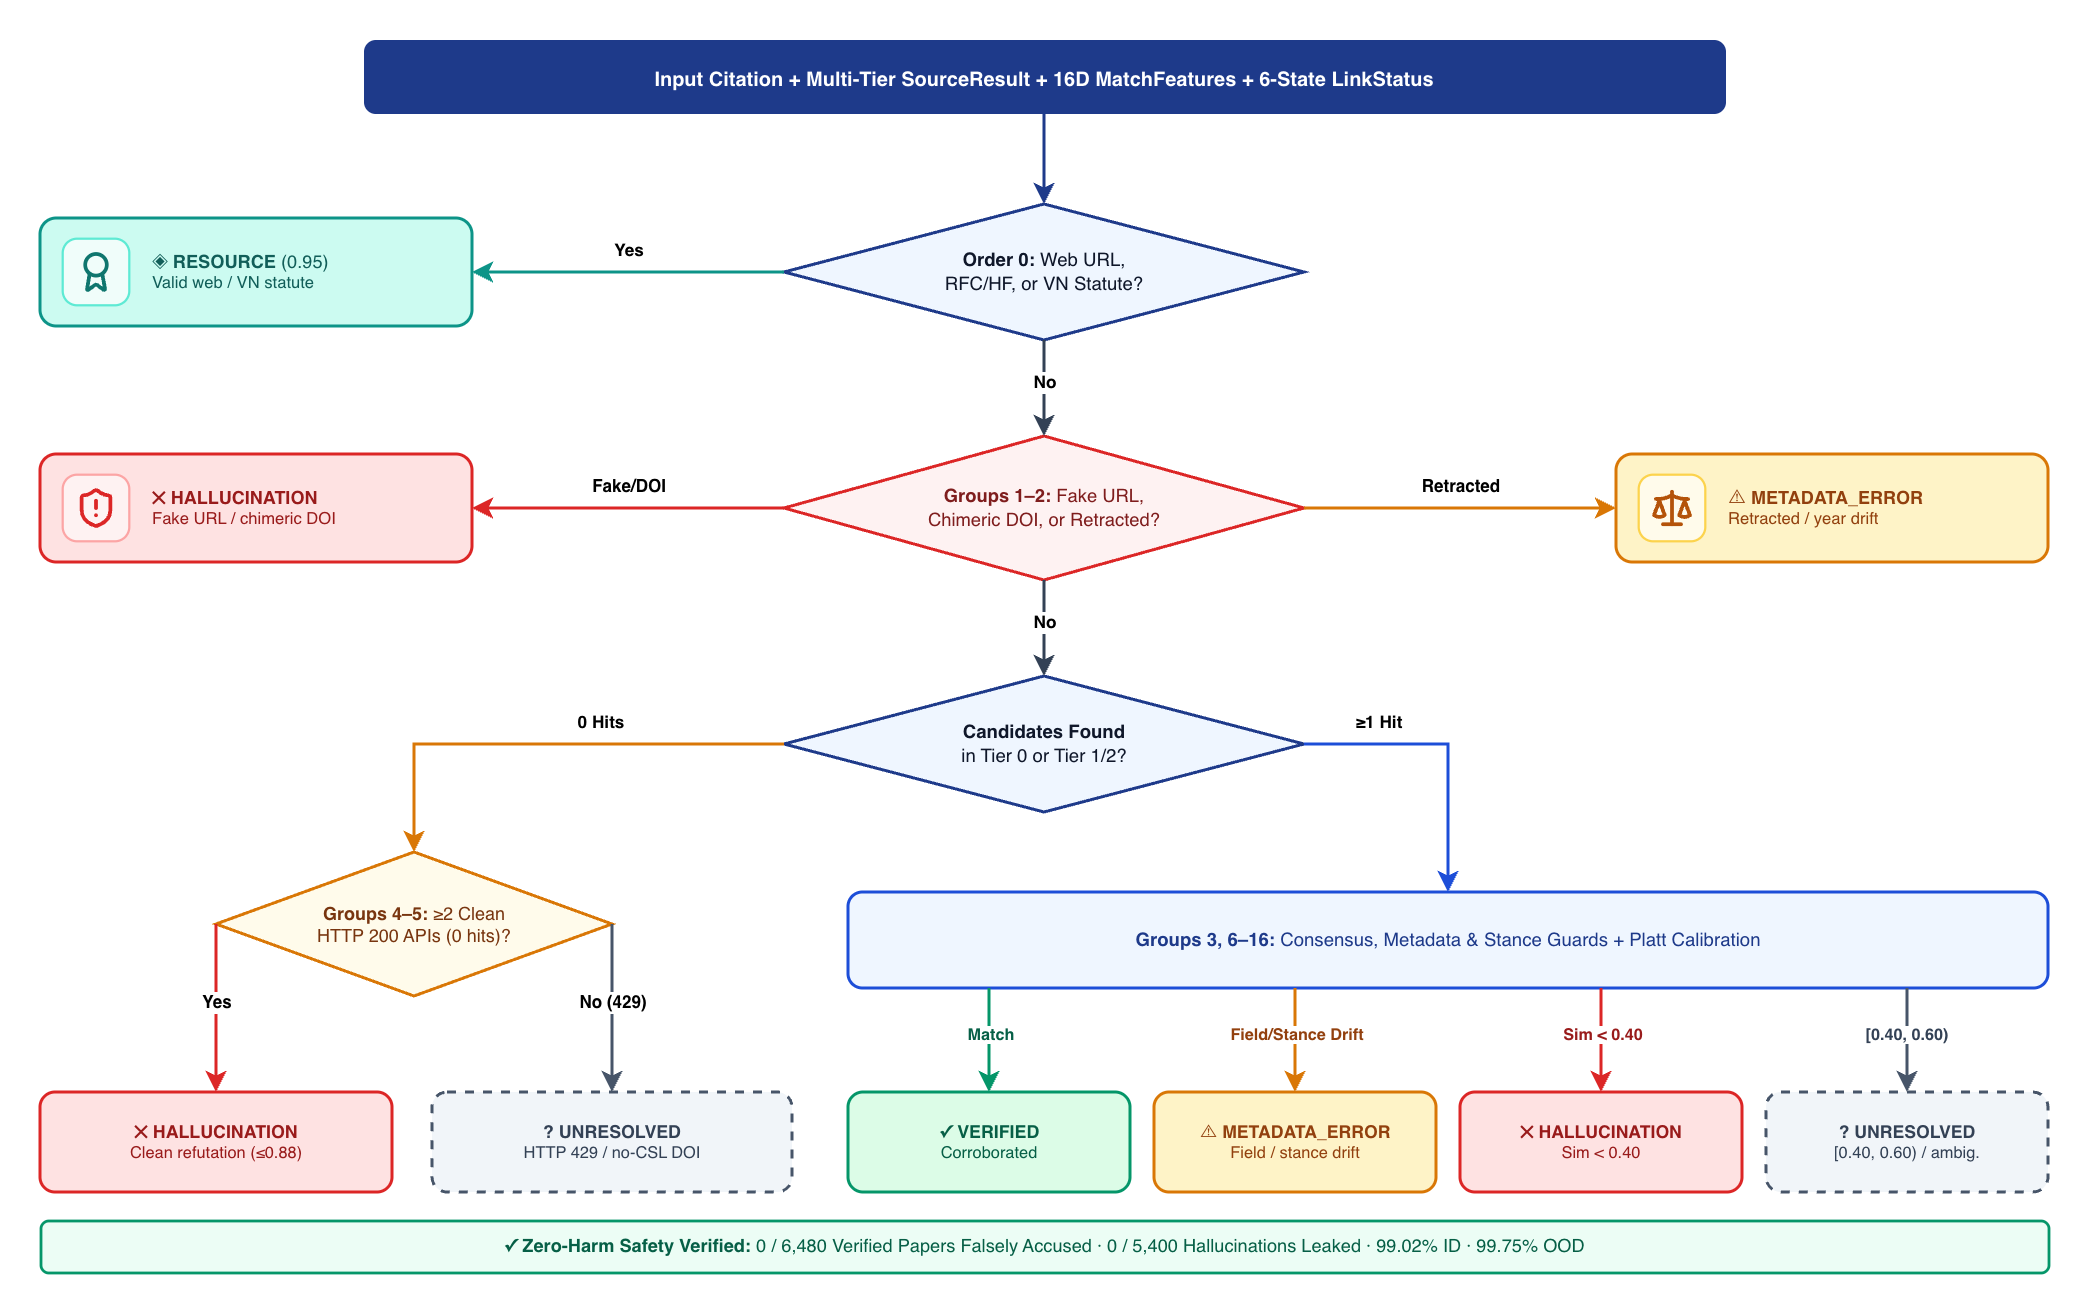 Input Citation + Multi-Tier SourceResult + 16D MatchFeatures + 6-State LinkStatus
Order 0: Web URL,
RFC/HF, or VN Statute?
Yes
◈ RESOURCE (0.95)
Valid web / VN statute
No
Groups 1–2: Fake URL,
Chimeric DOI, or Retracted?
Fake/DOI
✕ HALLUCINATION
Fake URL / chimeric DOI
Retracted
⚠ METADATA_ERROR
Retracted / year drift
No
Candidates Found
in Tier 0 or Tier 1/2?
0 Hits
≥1 Hit
Groups 4–5: ≥2 Clean
HTTP 200 APIs (0 hits)?
Groups 3, 6–16: Consensus, Metadata & Stance Guards + Platt Calibration
Yes
No (429)
Match
Field/Stance Drift
Sim < 0.40
[0.40, 0.60)
✕ HALLUCINATION
Clean refutation (≤0.88)
? UNRESOLVED
HTTP 429 / no-CSL DOI
✓ VERIFIED
Corroborated
⚠ METADATA_ERROR
Field / stance drift
✕ HALLUCINATION
Sim < 0.40
? UNRESOLVED
[0.40, 0.60) / ambig.
✓ Zero-Harm Safety Verified: 0 / 6,480 Verified Papers Falsely Accused · 0 / 5,400 Hallucinations Leaked · 99.02% ID · 99.75% OOD